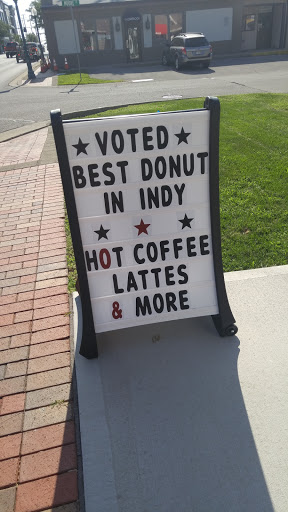 ★ VOTED ★
BEST DONUT
IN INDY
★ ★ ★
HOT COFFEE
LATTES
& MORE